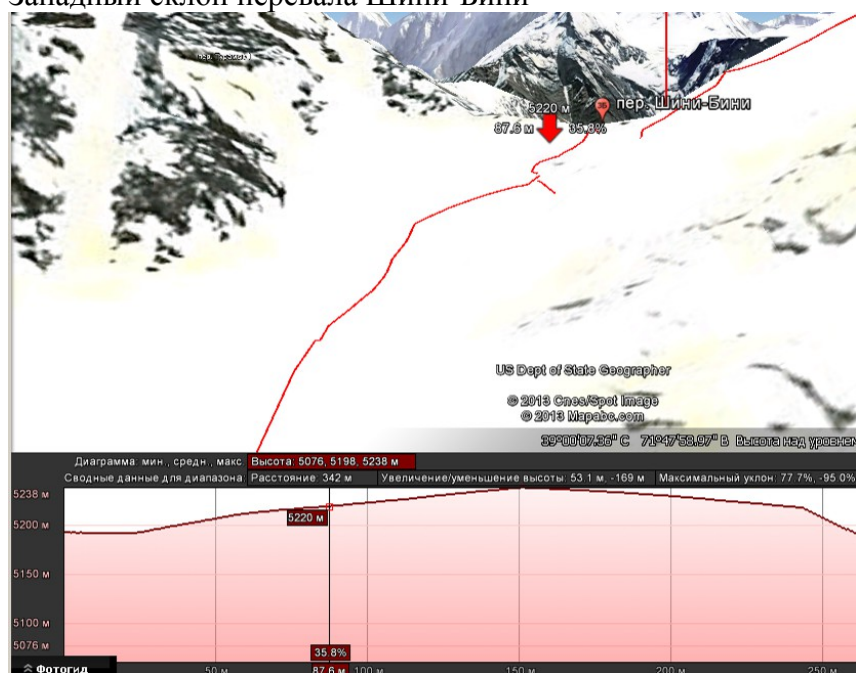 Западный склон перевала Шини-Бини
5220 м
пер. Шини-Бини
35
87.6 м 35.8%
US Dept of State Geographer
© 2013 Cnes/Spot Image
© 2013 Mapabc.com
39°00'07.36" С 71°47'58.97" В Высота над уровнем
Диаграмма: мин., средн., макс Высота: 5076, 5198, 5238 м
Сводные данные для диапазона: Расстояние: 342 м Увеличение/уменьшение высоты: 53.1 м, -169 м Максимальный уклон: 77.7%, -95.0%
5238 м
5220 м
5200 м
5150 м
5100 м
5076 м
35.8%
Фотогид 50 м 87.6 м 100 м 150 м 200 м 250 м